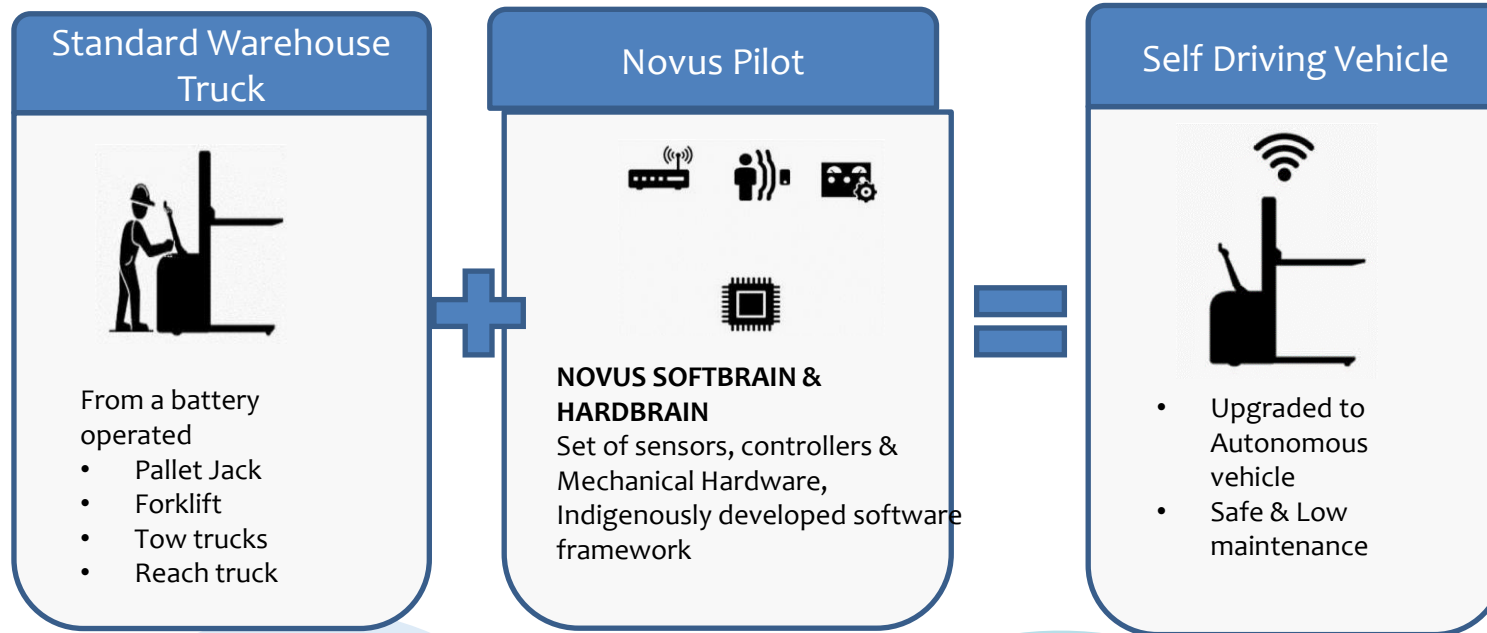 Standard Warehouse
Truck
From a battery
operated
• Pallet Jack
• Forklift
• Tow trucks
• Reach truck
Novus Pilot
NOVUS SOFTBRAIN &
HARDBRAIN
Set of sensors, controllers &
Mechanical Hardware,
Indigenously developed software
framework
Self Driving Vehicle
• Upgraded to
Autonomous
vehicle
• Safe & Low
maintenance